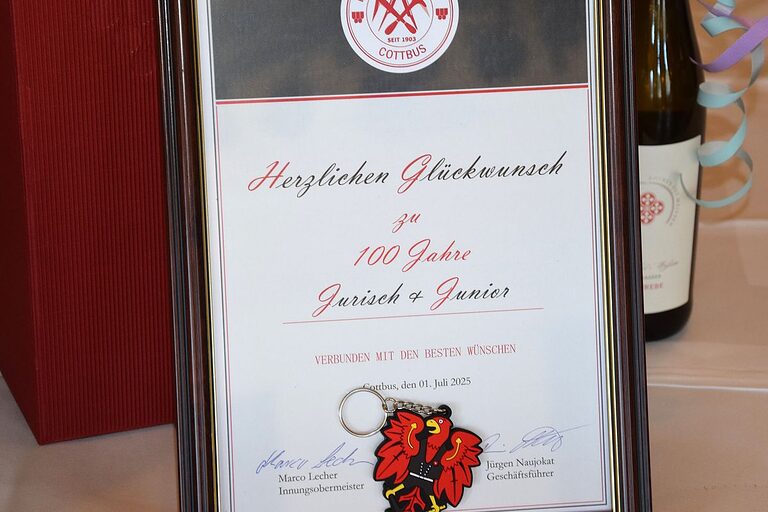 SEIT 1903
COTTBUS
Herzlichen Glückwunsch
zu
100 Jahre
Jurisch & Junior
VERBUNDEN MIT DEN BESTEN WÜNSCHEN
Cottbus, den 01. Juli 2025
Marco Lecher
Innungsobermeister
Jürgen Naujokat
Geschäftsführer